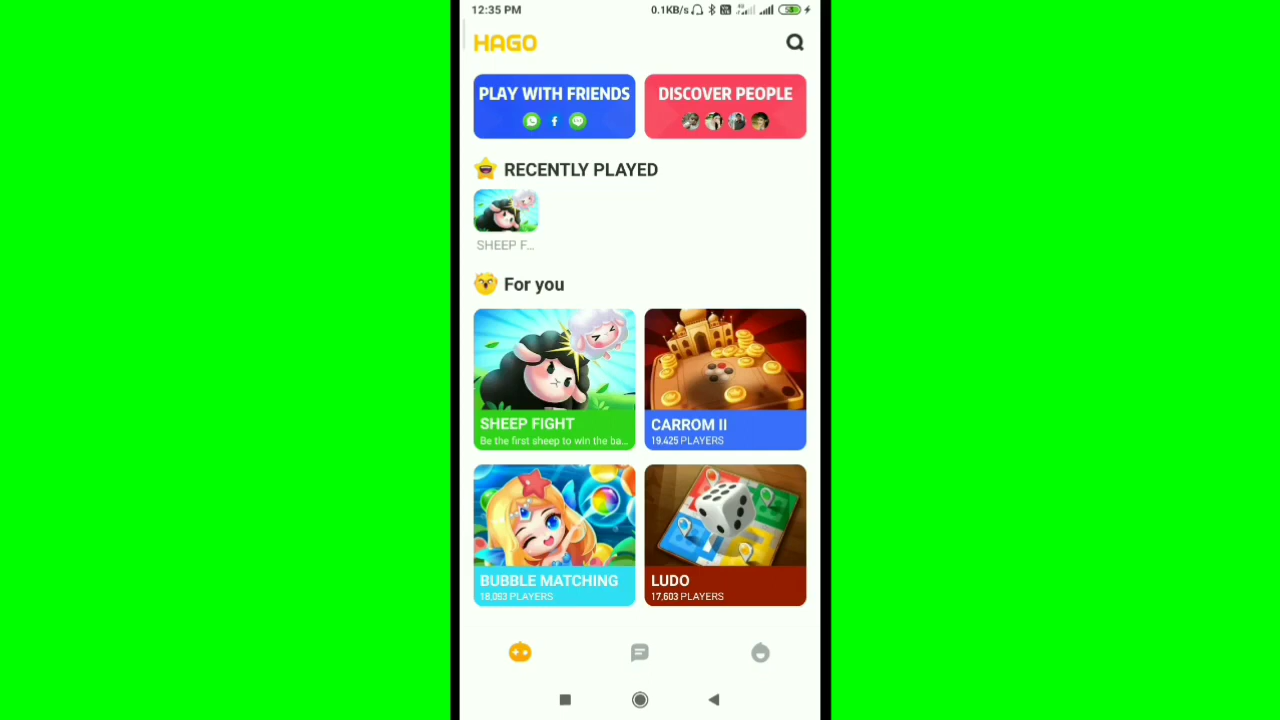 12:35 PM
0.1KB/s
HAGO
PLAY WITH FRIENDS
DISCOVER PEOPLE
RECENTLY PLAYED
SHEEP F...
For you
SHEEP FIGHT
Be the first sheep to win the ba...
CARROM II
19,425 PLAYERS
BUBBLE MATCHING
18,093 PLAYERS
LUDO
17,603 PLAYERS